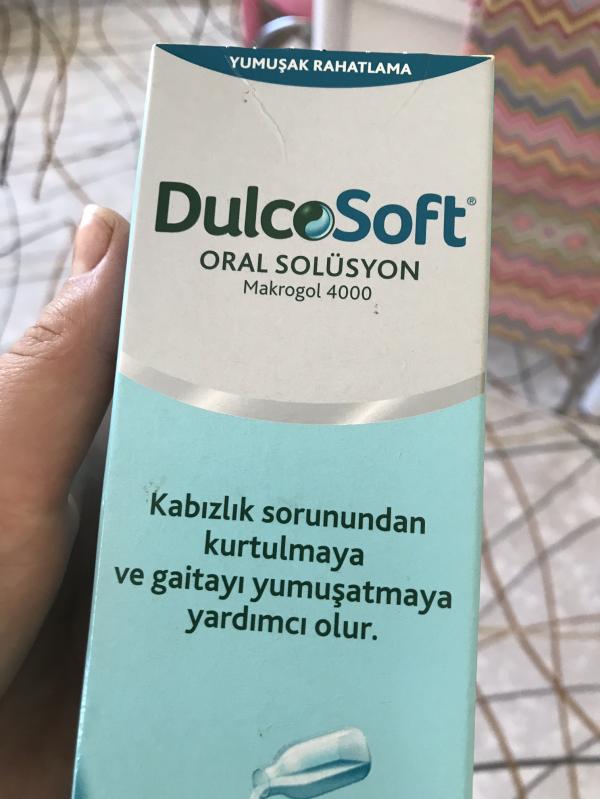 YUMUŞAK RAHATLAMA
DulcoSoft®
ORAL SOLÜSYON
Makrogol 4000
Kabızlık sorunundan
kurtulmaya
ve gaitayı yumuşatmaya
yardımcı olur.